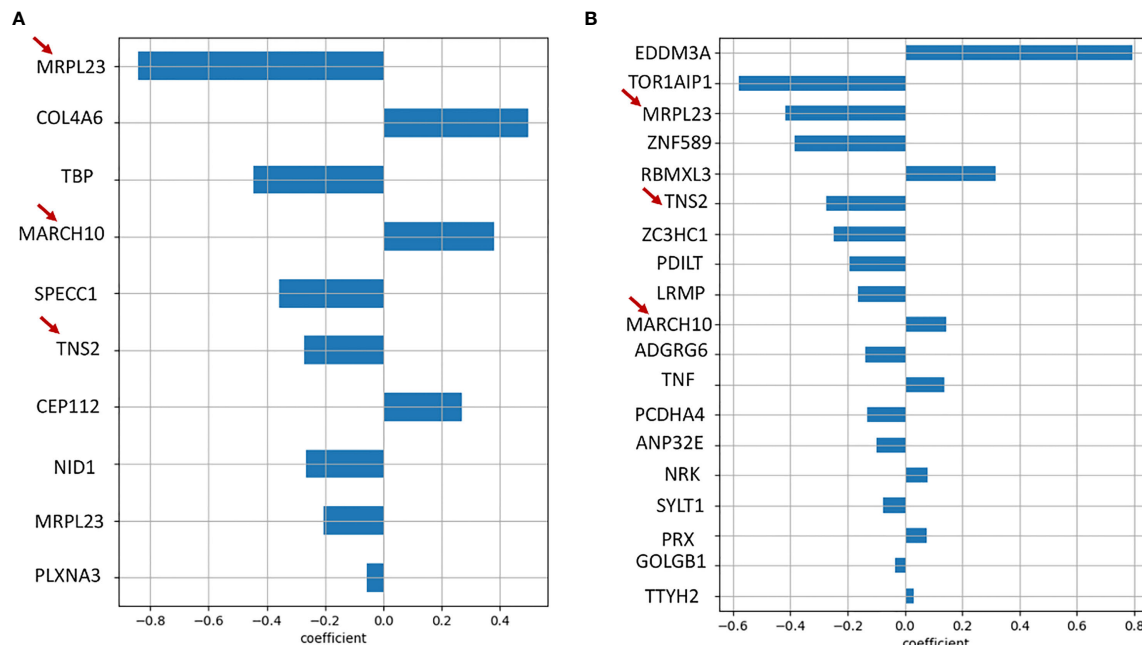 A
MRPL23
COL4A6
TBP
MARCH10
SPECC1
TNS2
CEP112
NID1
MRPL23
PLXNA3
−0.8 −0.6 −0.4 −0.2 0.0 0.2 0.4
coefficient
B
EDDM3A
TOR1AIP1
MRPL23
ZNF589
RBMXL3
TNS2
ZC3HC1
PDILT
LRMP
MARCH10
ADGRG6
TNF
PCDHA4
ANP32E
NRK
SYLT1
PRX
GOLGB1
TTYH2
−0.6 −0.4 −0.2 0.0 0.2 0.4 0.6 0.8
coefficient